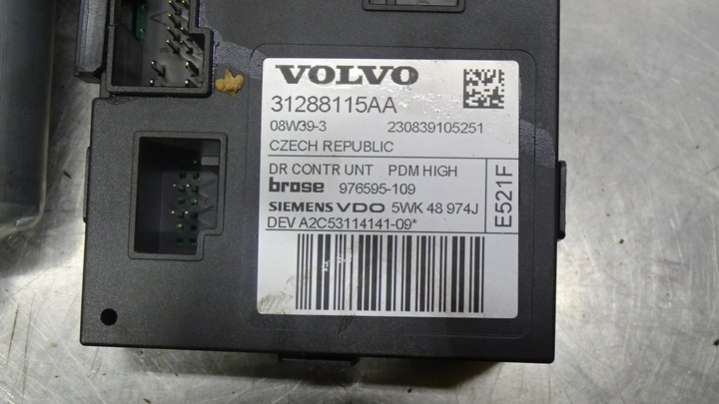 VOLVO
31288115AA
08W39-3 230839105251
CZECH REPUBLIC
DR CONTR UNT PDM HIGH
brose 976595-109
SIEMENS VDO 5WK 48 974J
DEV A2C53114141-09*
E521F